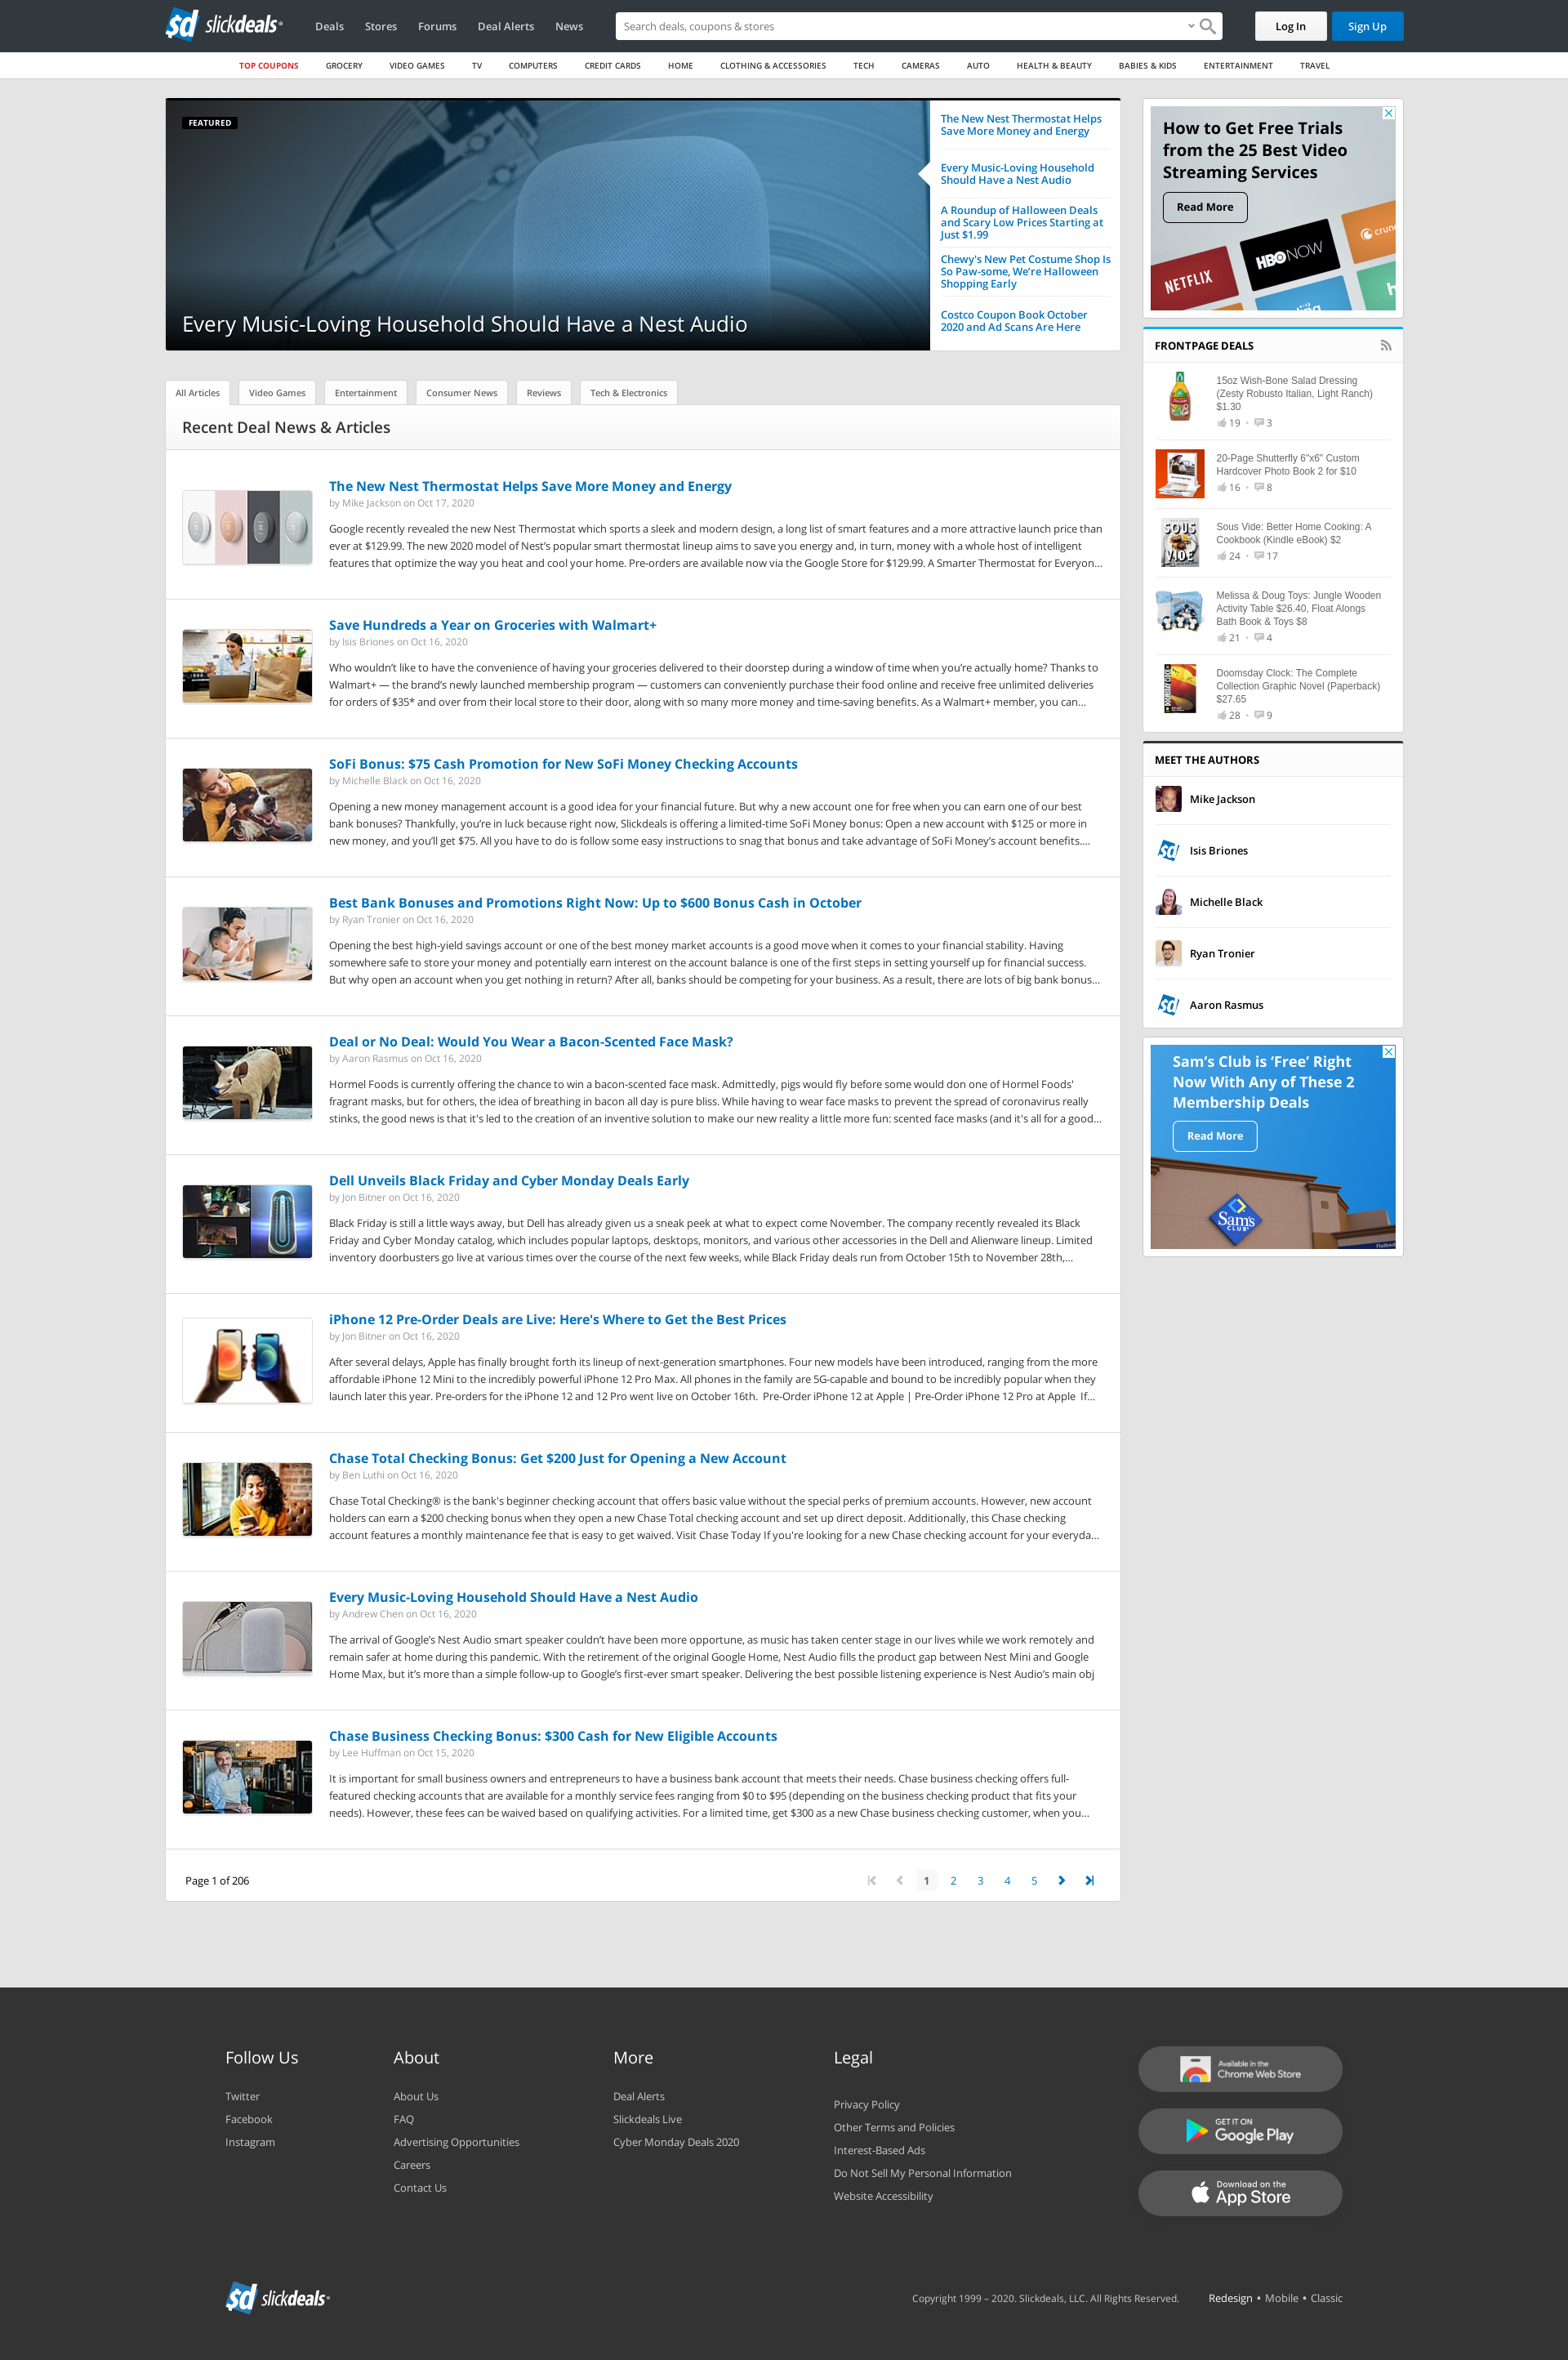 sd slickdeals
Deals Stores Forums Deal Alerts News
Search deals, coupons & stores
Log In
Sign Up
TOP COUPONS GROCERY VIDEO GAMES TV COMPUTERS CREDIT CARDS HOME CLOTHING & ACCESSORIES TECH CAMERAS AUTO HEALTH & BEAUTY BABIES & KIDS ENTERTAINMENT TRAVEL
FEATURED
Every Music-Loving Household Should Have a Nest Audio
The New Nest Thermostat Helps
Save More Money and Energy
Every Music-Loving Household
Should Have a Nest Audio
A Roundup of Halloween Deals
and Scary Low Prices Starting at
Just $1.99
Chewy's New Pet Costume Shop Is
So Paw-some, We’re Halloween
Shopping Early
Costco Coupon Book October
2020 and Ad Scans Are Here
All Articles Video Games Entertainment Consumer News Reviews Tech & Electronics
Recent Deal News & Articles
The New Nest Thermostat Helps Save More Money and Energy
by Mike Jackson on Oct 17, 2020
Google recently revealed the new Nest Thermostat which sports a sleek and modern design, a long list of smart features and a more attractive launch price than
ever at $129.99. The new 2020 model of Nest’s popular smart thermostat lineup aims to save you energy and, in turn, money with a whole host of intelligent
features that optimize the way you heat and cool your home. Pre-orders are available now via the Google Store for $129.99. A Smarter Thermostat for Everyon...
Save Hundreds a Year on Groceries with Walmart+
by Isis Briones on Oct 16, 2020
Who wouldn’t like to have the convenience of having your groceries delivered to their doorstep during a window of time when you’re actually home? Thanks to
Walmart+ — the brand’s newly launched membership program — customers can conveniently purchase their food online and receive free unlimited deliveries
for orders of $35* and over from their local store to their door, along with so many more money and time-saving benefits. As a Walmart+ member, you can...
SoFi Bonus: $75 Cash Promotion for New SoFi Money Checking Accounts
by Michelle Black on Oct 16, 2020
Opening a new money management account is a good idea for your financial future. But why a new account one for free when you can earn one of our best
bank bonuses? Thankfully, you’re in luck because right now, Slickdeals is offering a limited-time SoFi Money bonus: Open a new account with $125 or more in
new money, and you’ll get $75. All you have to do is follow some easy instructions to snag that bonus and take advantage of SoFi Money’s account benefits....
Best Bank Bonuses and Promotions Right Now: Up to $600 Bonus Cash in October
by Ryan Tronier on Oct 16, 2020
Opening the best high-yield savings account or one of the best money market accounts is a good move when it comes to your financial stability. Having
somewhere safe to store your money and potentially earn interest on the account balance is one of the first steps in setting yourself up for financial success.
But why open an account when you get nothing in return? After all, banks should be competing for your business. As a result, there are lots of big bank bonus...
Deal or No Deal: Would You Wear a Bacon-Scented Face Mask?
by Aaron Rasmus on Oct 16, 2020
Hormel Foods is currently offering the chance to win a bacon-scented face mask. Admittedly, pigs would fly before some would don one of Hormel Foods'
fragrant masks, but for others, the idea of breathing in bacon all day is pure bliss. While having to wear face masks to prevent the spread of coronavirus really
stinks, the good news is that it's led to the creation of an inventive solution to make our new reality a little more fun: scented face masks (and it's all for a good...
Dell Unveils Black Friday and Cyber Monday Deals Early
by Jon Bitner on Oct 16, 2020
Black Friday is still a little ways away, but Dell has already given us a sneak peek at what to expect come November. The company recently revealed its Black
Friday and Cyber Monday catalog, which includes popular laptops, desktops, monitors, and various other accessories in the Dell and Alienware lineup. Limited
inventory doorbusters go live at various times over the course of the next few weeks, while Black Friday deals run from October 15th to November 28th,...
iPhone 12 Pre-Order Deals are Live: Here's Where to Get the Best Prices
by Jon Bitner on Oct 16, 2020
After several delays, Apple has finally brought forth its lineup of next-generation smartphones. Four new models have been introduced, ranging from the more
affordable iPhone 12 Mini to the incredibly powerful iPhone 12 Pro Max. All phones in the family are 5G-capable and bound to be incredibly popular when they
launch later this year. Pre-orders for the iPhone 12 and 12 Pro went live on October 16th.  Pre-Order iPhone 12 at Apple | Pre-Order iPhone 12 Pro at Apple  If...
Chase Total Checking Bonus: Get $200 Just for Opening a New Account
by Ben Luthi on Oct 16, 2020
Chase Total Checking® is the bank's beginner checking account that offers basic value without the special perks of premium accounts. However, new account
holders can earn a $200 checking bonus when they open a new Chase Total checking account and set up direct deposit. Additionally, this Chase checking
account features a monthly maintenance fee that is easy to get waived. Visit Chase Today If you're looking for a new Chase checking account for your everyda...
Every Music-Loving Household Should Have a Nest Audio
by Andrew Chen on Oct 16, 2020
The arrival of Google’s Nest Audio smart speaker couldn’t have been more opportune, as music has taken center stage in our lives while we work remotely and
remain safer at home during this pandemic. With the retirement of the original Google Home, Nest Audio fills the product gap between Nest Mini and Google
Home Max, but it’s more than a simple follow-up to Google’s first-ever smart speaker. Delivering the best possible listening experience is Nest Audio’s main obj
Chase Business Checking Bonus: $300 Cash for New Eligible Accounts
by Lee Huffman on Oct 15, 2020
It is important for small business owners and entrepreneurs to have a business bank account that meets their needs. Chase business checking offers full-
featured checking accounts that are available for a monthly service fees ranging from $0 to $95 (depending on the business checking product that fits your
needs). However, these fees can be waived based on qualifying activities. For a limited time, get $300 as a new Chase business checking customer, when you...
Page 1 of 206
1 2 3 4 5
How to Get Free Trials
from the 25 Best Video
Streaming Services
Read More
NETFLIX
HBO NOW
FRONTPAGE DEALS
15oz Wish-Bone Salad Dressing
(Zesty Robusto Italian, Light Ranch)
$1.30
19 • 3
20-Page Shutterfly 6"x6" Custom
Hardcover Photo Book 2 for $10
16 • 8
SOUS
VIDE
Sous Vide: Better Home Cooking: A
Cookbook (Kindle eBook) $2
24 • 17
Melissa & Doug Toys: Jungle Wooden
Activity Table $26.40, Float Alongs
Bath Book & Toys $8
21 • 4
Doomsday Clock: The Complete
Collection Graphic Novel (Paperback)
$27.65
28 • 9
MEET THE AUTHORS
Mike Jackson
sd
Isis Briones
Michelle Black
Ryan Tronier
sd
Aaron Rasmus
Sam’s Club is ‘Free’ Right
Now With Any of These 2
Membership Deals
Read More
Sam's
CLUB
Follow Us
Twitter
Facebook
Instagram
About
About Us
FAQ
Advertising Opportunities
Careers
Contact Us
More
Deal Alerts
Slickdeals Live
Cyber Monday Deals 2020
Legal
Privacy Policy
Other Terms and Policies
Interest-Based Ads
Do Not Sell My Personal Information
Website Accessibility
Available in the
Chrome Web Store
GET IT ON
Google Play
Download on the
App Store
sd slickdeals
Copyright 1999 – 2020. Slickdeals, LLC. All Rights Reserved.
Redesign • Mobile • Classic